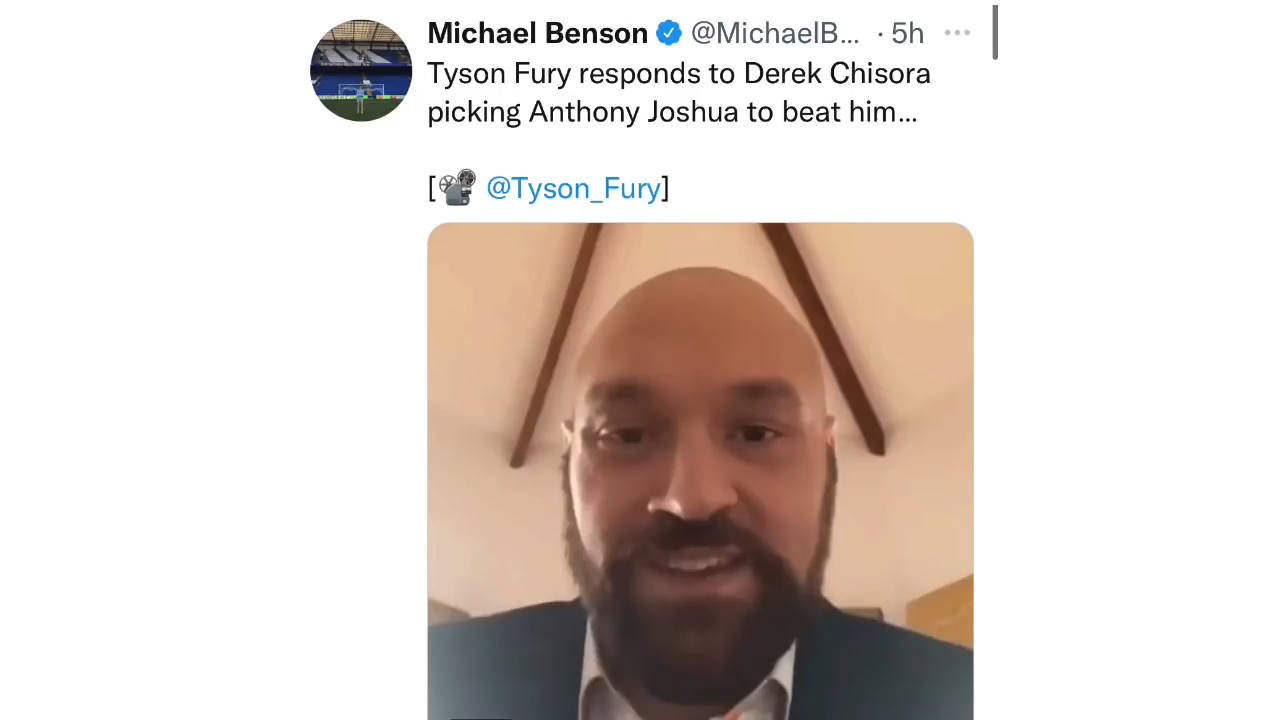 Michael Benson @MichaelB... · 5h ···
Tyson Fury responds to Derek Chisora
picking Anthony Joshua to beat him...
[📽 @Tyson_Fury]